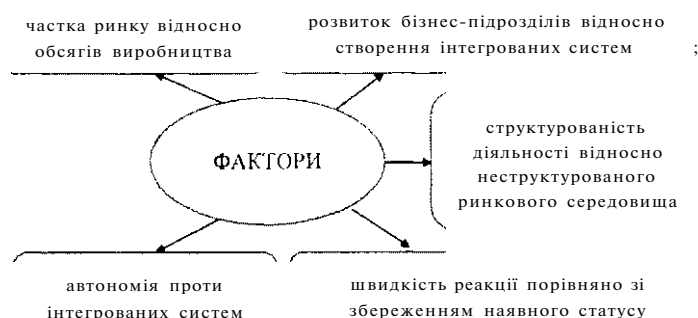 частка ринку відносно
обсягів виробництва
розвиток бізнес-підрозділів відносно
створення інтегрованих систем ;
ФАКТОРИ
структурованість
діяльності відносно
неструктурованого
ринкового середовища
автономія проти
інтегрованих систем
швидкість реакції порівняно зі
збереженням наявного статусу